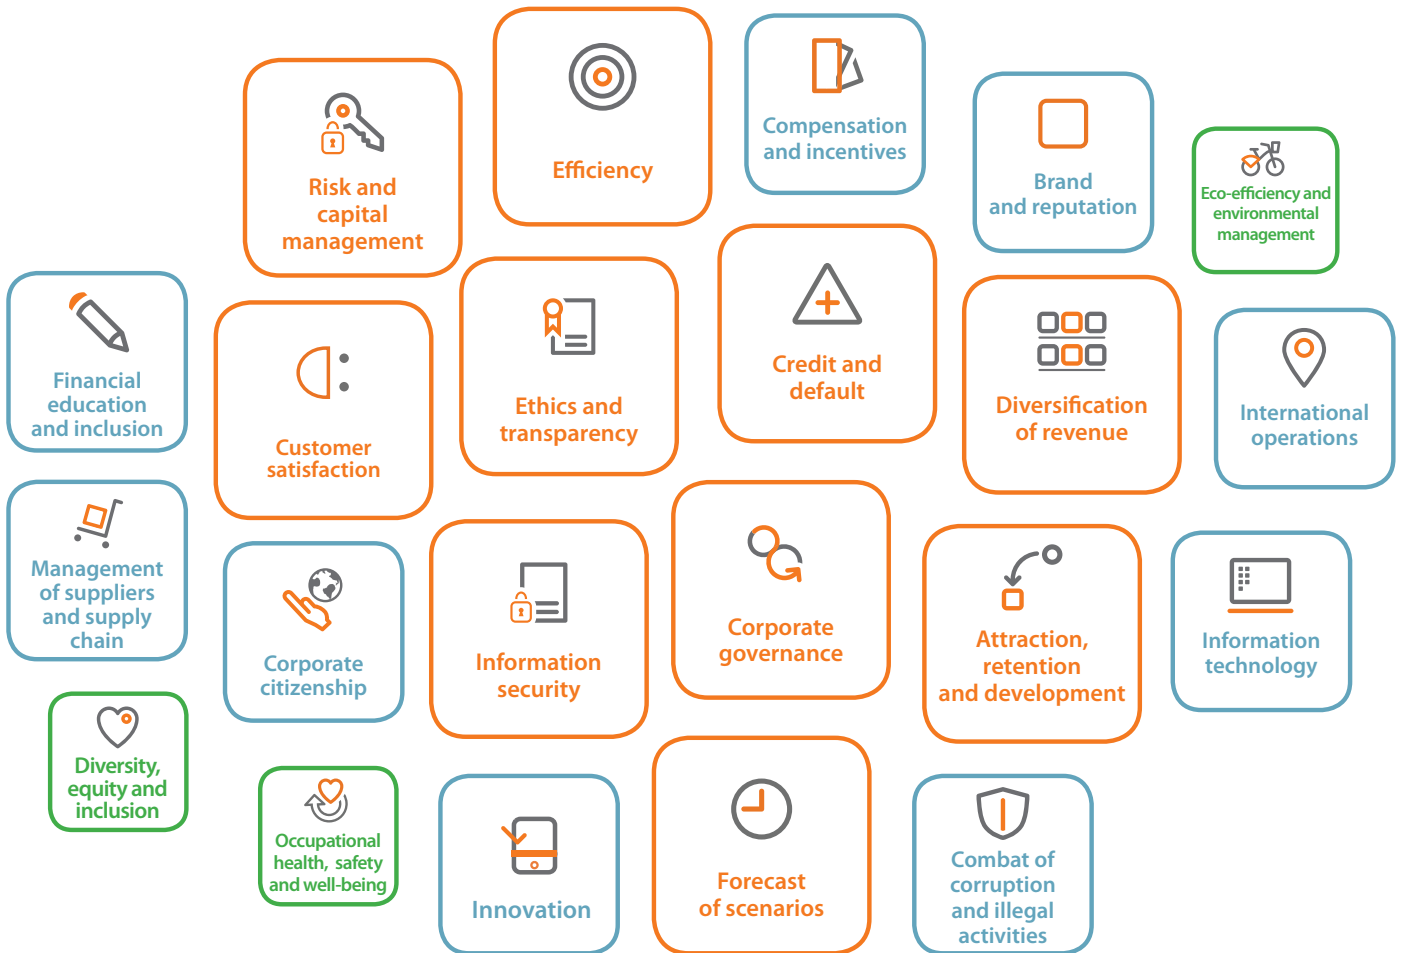 Efficiency
Compensation
and incentives
Risk and
capital
management
Brand
and reputation
Eco-efficiency and
environmental
management
Financial
education
and inclusion
Customer
satisfaction
Ethics and
transparency
Credit and
default
Diversification
of revenue
International
operations
Management
of suppliers
and supply
chain
Corporate
citizenship
Information
security
Corporate
governance
Attraction,
retention
and development
Information
technology
Diversity,
equity and
inclusion
Occupational
health, safety
and well-being
Innovation
Forecast
of scenarios
Combat of
corruption
and illegal
activities